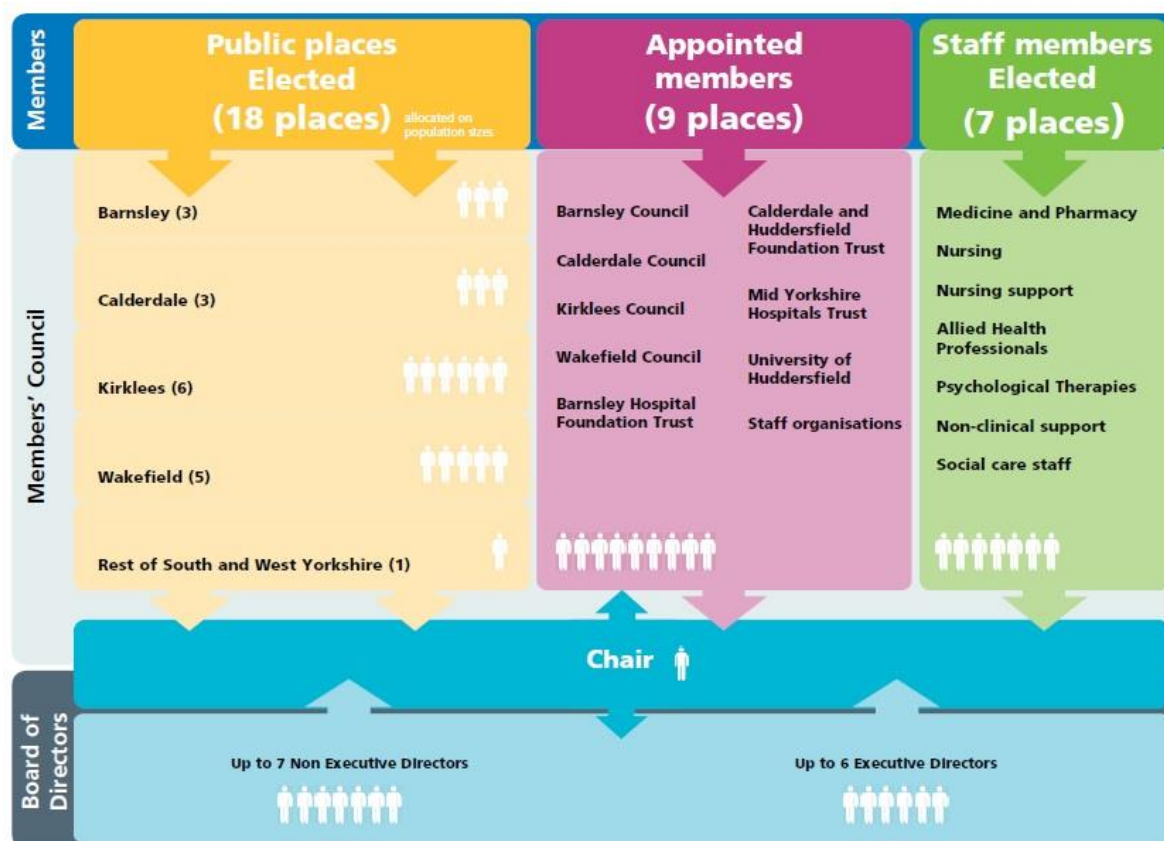 Members
Public places
Elected
(18 places)
allocated on
population sizes
Appointed
members
(9 places)
Staff members
Elected
(7 places)
Members' Council
Barnsley (3)
Calderdale (3)
Kirklees (6)
Wakefield (5)
Rest of South and West Yorkshire (1)
Barnsley Council
Calderdale Council
Kirklees Council
Wakefield Council
Barnsley Hospital
Foundation Trust
Calderdale and
Huddersfield
Foundation Trust
Mid Yorkshire
Hospitals Trust
University of
Huddersfield
Staff organisations
Medicine and Pharmacy
Nursing
Nursing support
Allied Health
Professionals
Psychological Therapies
Non-clinical support
Social care staff
Chair
Board of
Directors
Up to 7 Non Executive Directors
Up to 6 Executive Directors